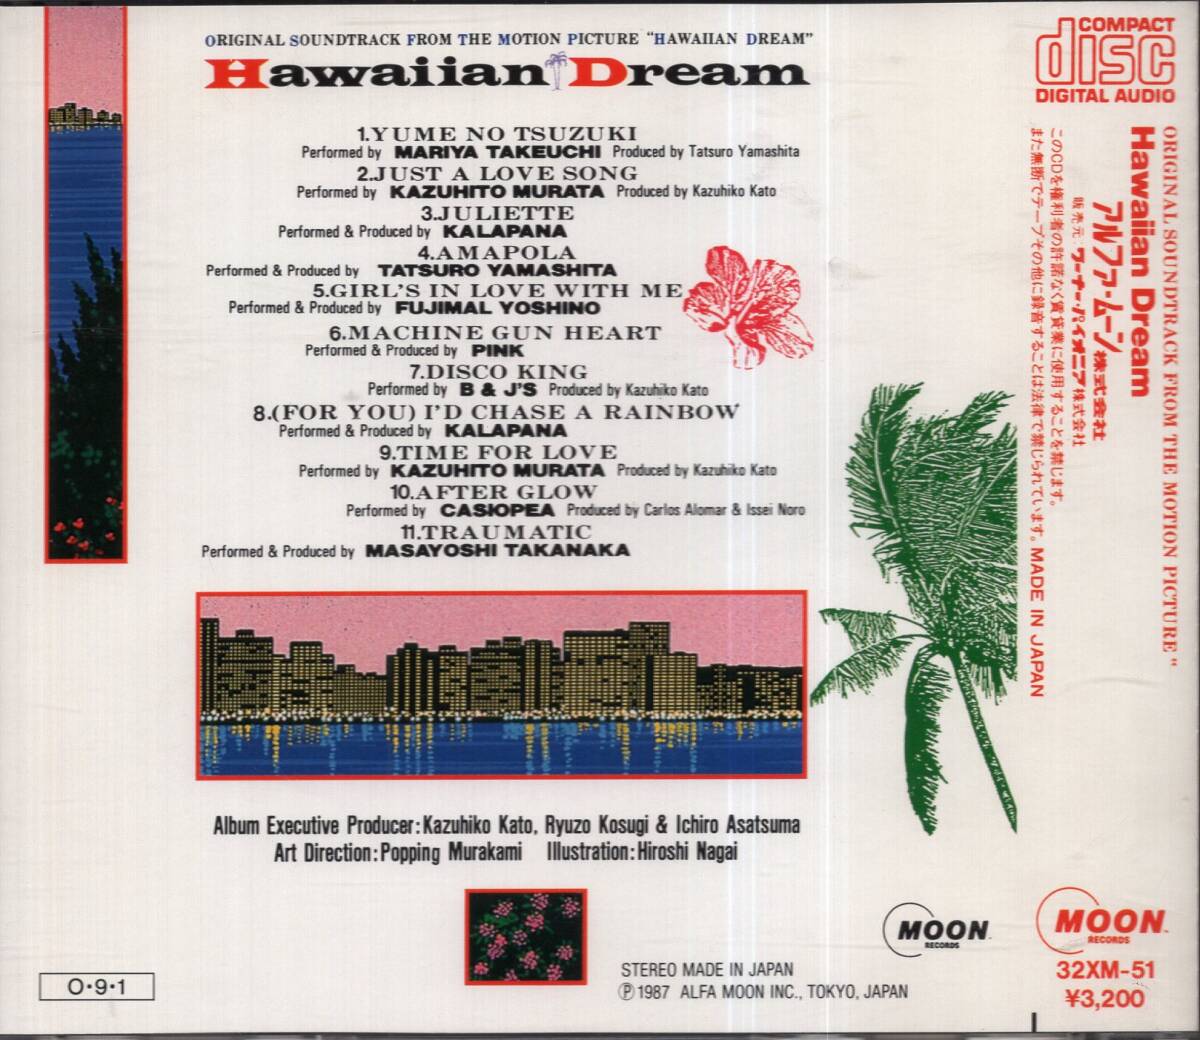 ORIGINAL SOUNDTRACK FROM THE MOTION PICTURE "HAWAIIAN DREAM"
Hawaiian Dream
1.YUME NO TSUZUKI
Performed by MARIYA TAKEUCHI Produced by Tatsuro Yamashita
2.JUST A LOVE SONG
Performed by KAZUHITO MURATA Produced by Kazuhiko Kato
3.JULIETTE
Performed & Produced by KALAPANA
4.AMAPOLA
Performed & Produced by TATSURO YAMASHITA
5.GIRL'S IN LOVE WITH ME
Performed & Produced by FUJIMAL YOSHINO
6.MACHINE GUN HEART
Performed & Produced by PINK
7.DISCO KING
Performed by B & J'S Produced by Kazuhiko Kato
8.(FOR YOU) I'D CHASE A RAINBOW
Performed & Produced by KALAPANA
9.TIME FOR LOVE
Performed by KAZUHITO MURATA Produced by Kazuhiko Kato
10.AFTER GLOW
Performed by CASIOPEA Produced by Carlos Alomar & Issei Noro
11.TRAUMATIC
Performed & Produced by MASAYOSHI TAKANAKA
Album Executive Producer:Kazuhiko Kato, Ryuzo Kosugi & Ichiro Asatsuma
Art Direction:Popping Murakami Illustration:Hiroshi Nagai
MOON
RECORDS
STEREO MADE IN JAPAN
Ⓟ1987 ALFA MOON INC., TOKYO, JAPAN
O・9・1
COMPACT
disc
DIGITAL AUDIO
ORIGINAL SOUNDTRACK FROM THE MOTION PICTURE"
Hawaiian Dream
アルファ・ムーン株式会社
販売元:ワーナー・パイオニア株式会社
このCDを権利者の許諾なく賃貸業に使用することを禁じます。
また無断でテープその他に録音することは法律で禁じられています。MADE IN JAPAN
MOON
RECORDS
32XM-51
¥3,200